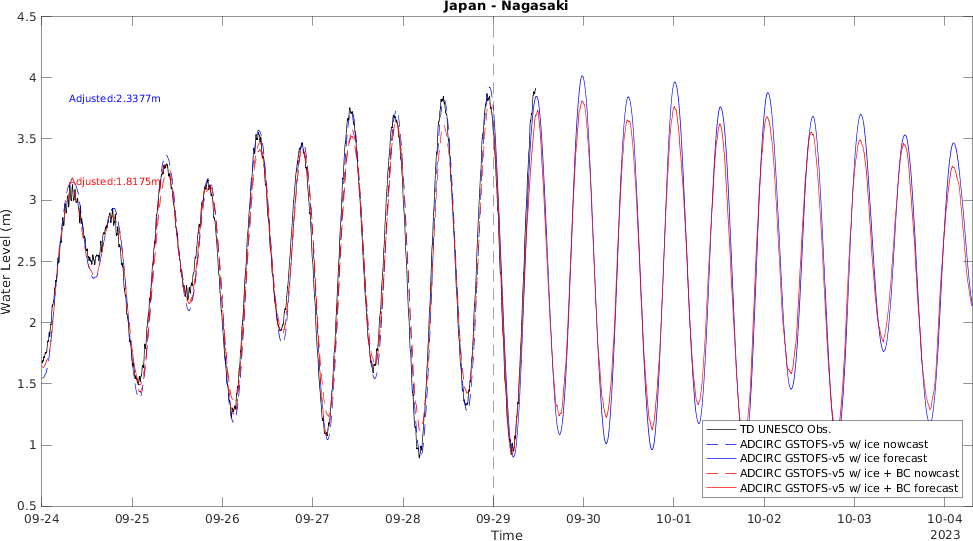 Japan - Nagasaki
4.5
4
3.5
3
2.5
2
1.5
1
0.5
Water Level (m)
Adjusted:2.3377m
Adjusted:1.8175m
TD UNESCO Obs.
ADCIRC GSTOFS-v5 w/ ice nowcast
ADCIRC GSTOFS-v5 w/ ice forecast
ADCIRC GSTOFS-v5 w/ ice + BC nowcast
ADCIRC GSTOFS-v5 w/ ice + BC forecast
09-24 09-25 09-26 09-27 09-28 09-29 09-30 10-01 10-02 10-03 10-04
Time
2023